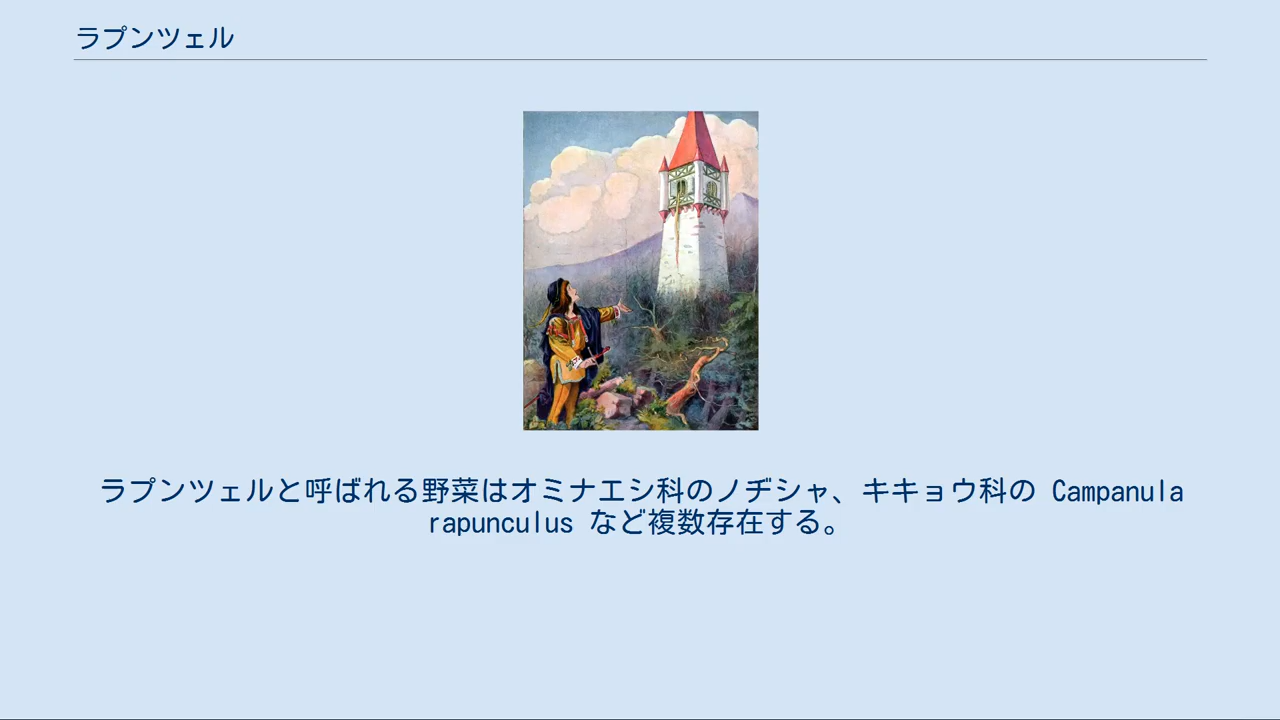 ラプンツェル
ラプンツェルと呼ばれる野菜はオミナエシ科のノヂシャ、キキョウ科の Campanula
rapunculus など複数存在する。